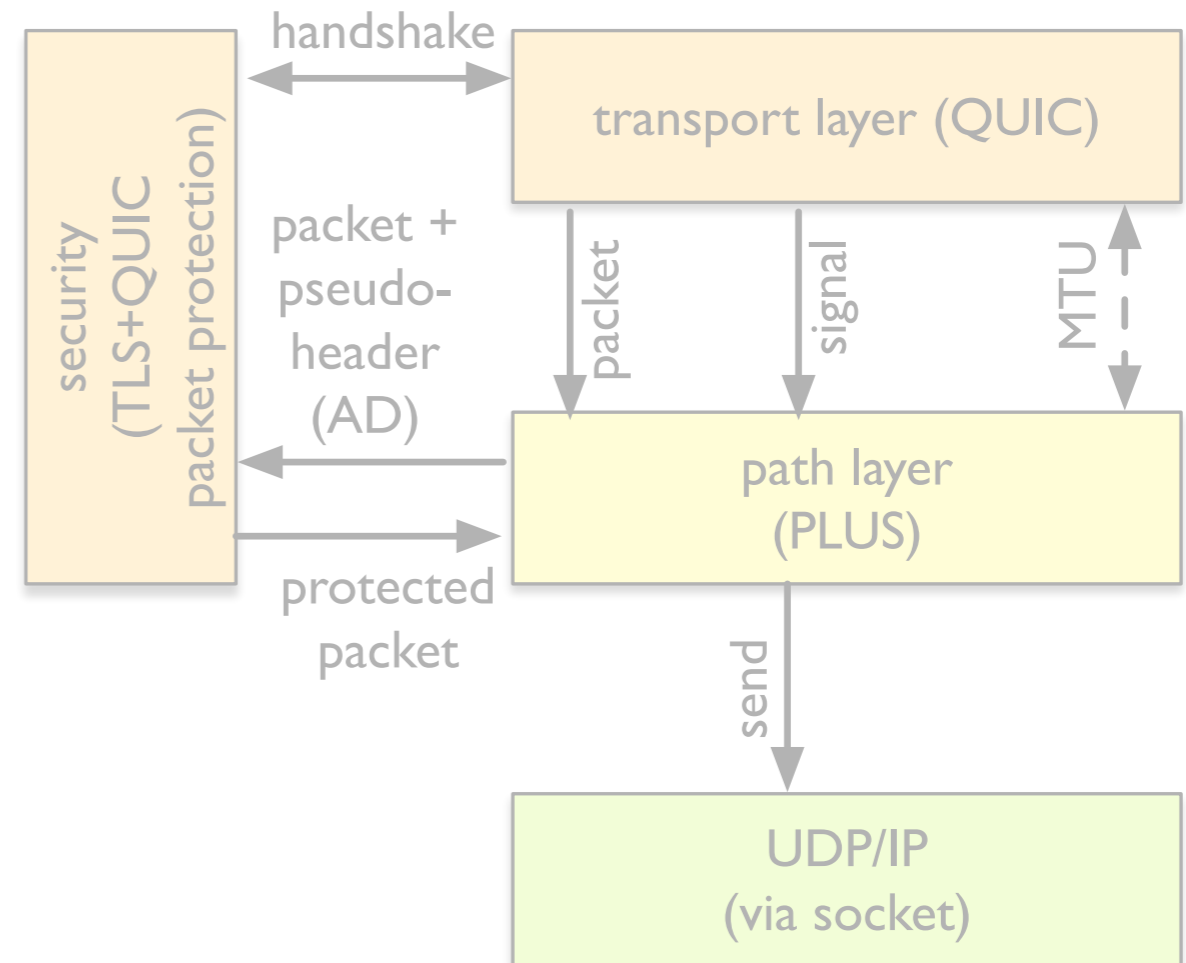 handshake
transport layer (QUIC)
security
(TLS+QUIC
packet protection)
packet +
pseudo-
header
(AD)
packet
signal
MTU
path layer
(PLUS)
protected
packet
send
UDP/IP
(via socket)